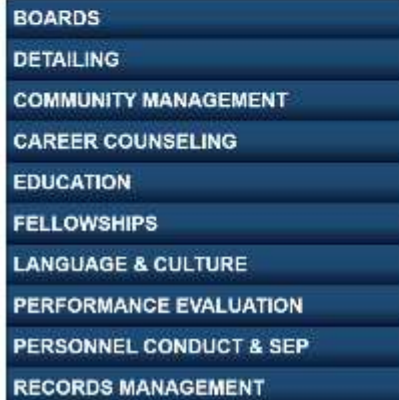 BOARDS
DETAILING
COMMUNITY MANAGEMENT
CAREER COUNSELING
EDUCATION
FELLOWSHIPS
LANGUAGE & CULTURE
PERFORMANCE EVALUATION
PERSONNEL CONDUCT & SEP
RECORDS MANAGEMENT